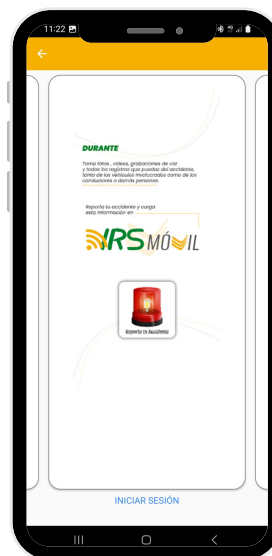 11:22
DURANTE
Toma fotos, videos, grabaciones de voz
y todos los registros que puedas del accidente,
tanto de los vehículos involucrados como de los
conductores o demás personas.
Reporta tu accidente y carga
esta información en
IRS MÓVIL
Reporta tu Accidente
INICIAR SESIÓN